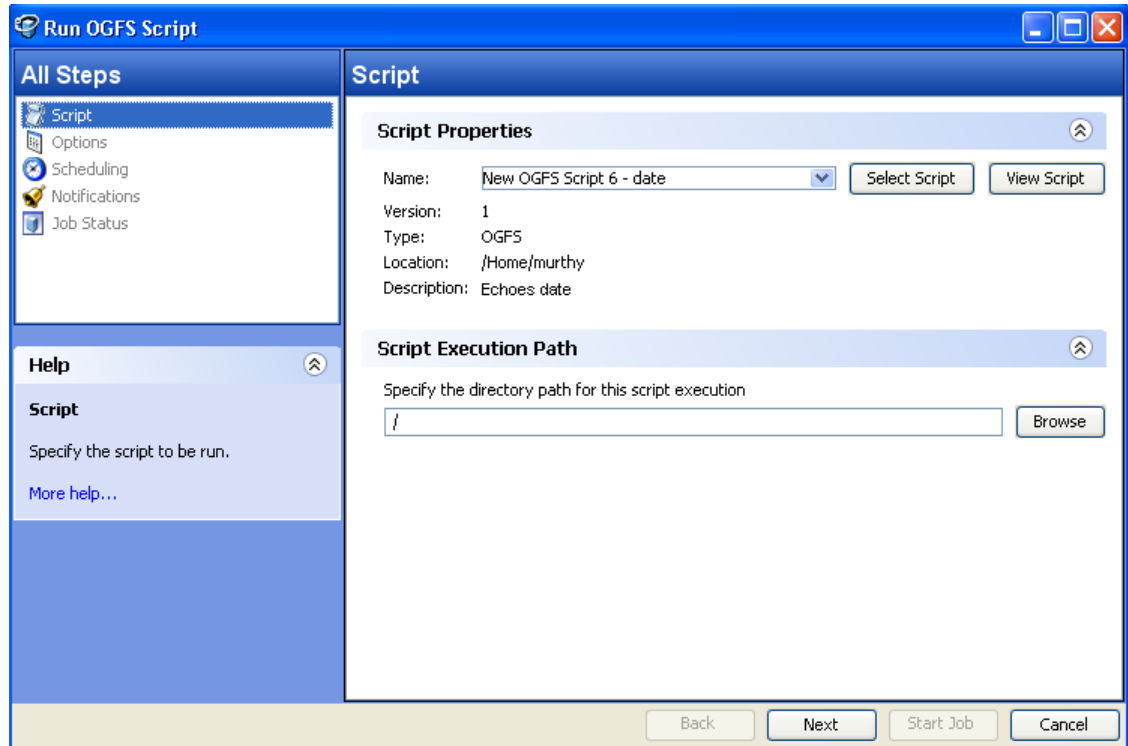 Run OGFS Script
All Steps
Script
Options
Scheduling
Notifications
Job Status
Help
Script
Specify the script to be run.
More help...
Script
Script Properties
Name: New OGFS Script 6 - date Select Script View Script
Version: 1
Type: OGFS
Location: /Home/murthy
Description: Echoes date
Script Execution Path
Specify the directory path for this script execution
/ Browse
Back Next Start Job Cancel